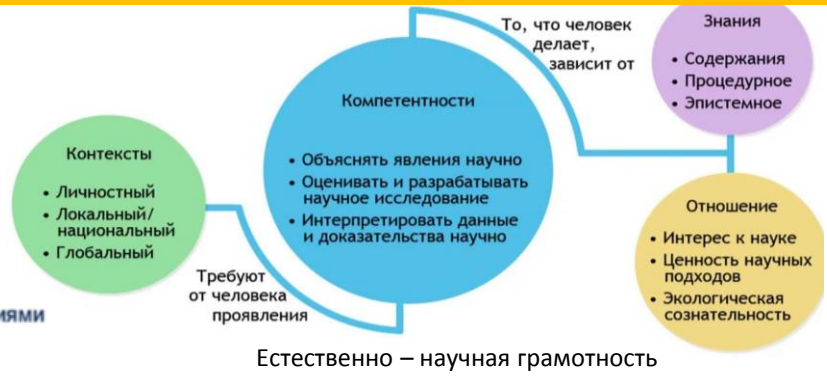 Контексты
• Личностный
• Локальный/
национальный
• Глобальный
Требуют
от человека
проявления
Компетентности
• Объяснять явления научно
• Оценивать и разрабатывать
научное исследование
• Интерпретировать данные
и доказательства научно
То, что человек
делает,
зависит от
Знания
• Содержания
• Процедурное
• Эпистемное
Отношение
• Интерес к науке
• Ценность научных
подходов
• Экологическая
сознательность
Естественно – научная грамотность